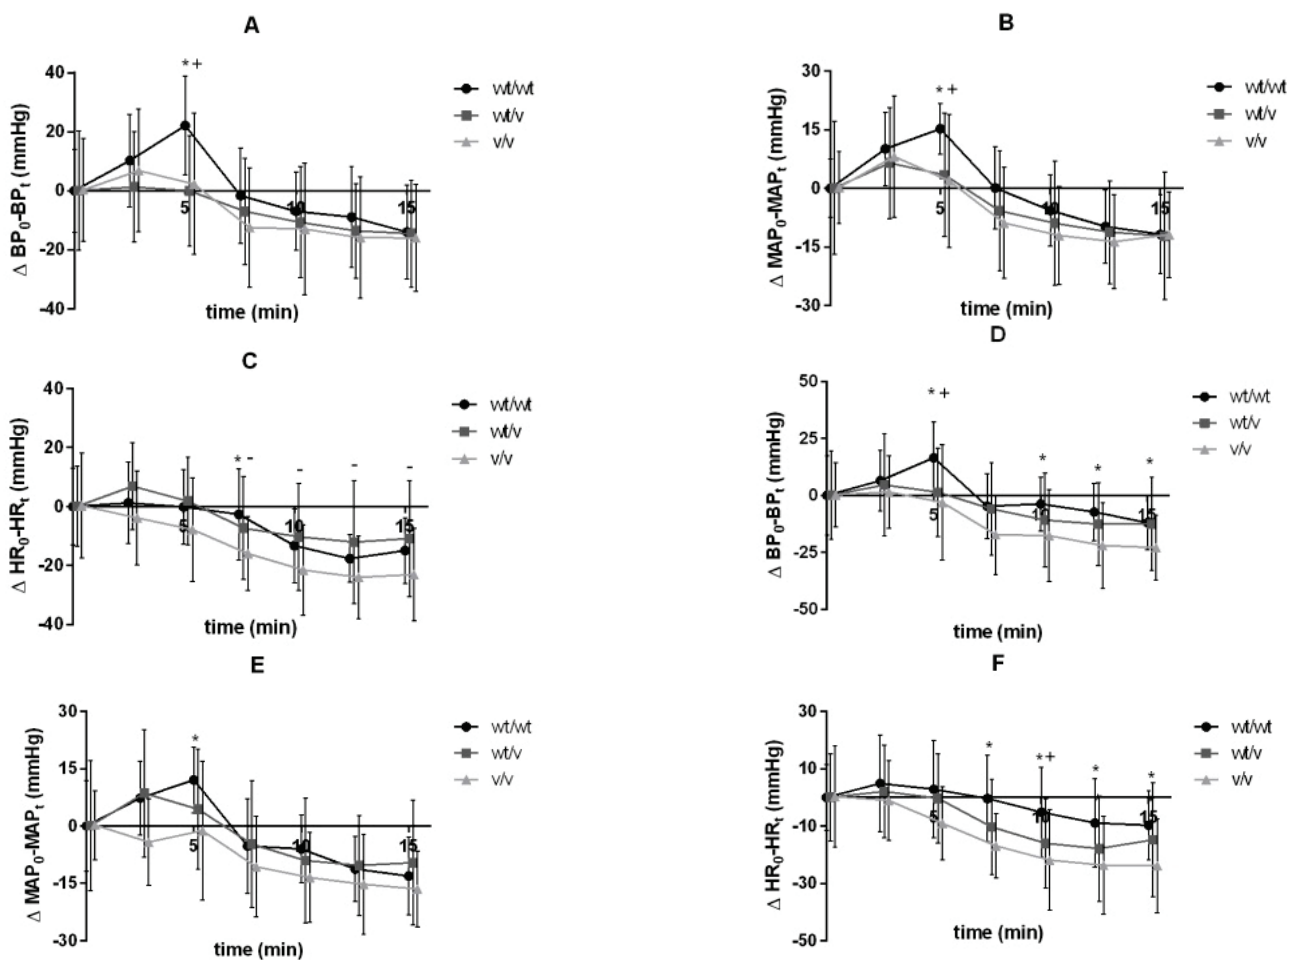 A
Δ BP0-BPt (mmHg)
40
20
0
-20
-40
*+
5
10
15
time (min)
wt/wt
wt/v
v/v
B
Δ MAP0-MAPt (mmHg)
30
15
0
-15
-30
* +
5
10
15
time (min)
wt/wt
wt/v
v/v
C
Δ HR0-HRt (mmHg)
40
20
0
-20
-40
* -
-
-
-
5
10
15
time (min)
wt/wt
wt/v
v/v
D
Δ BP0-BPt (mmHg)
50
25
0
-25
-50
* +
*
*
*
5
10
15
time (min)
wt/wt
wt/v
v/v
E
Δ MAP0-MAPt (mmHg)
30
15
0
-15
-30
*
5
10
15
time (min)
wt/wt
wt/v
v/v
F
Δ HR0-HRt (mmHg)
30
10
-10
-30
-50
*
*+
*
*
5
10
15
time (min)
wt/wt
wt/v
v/v